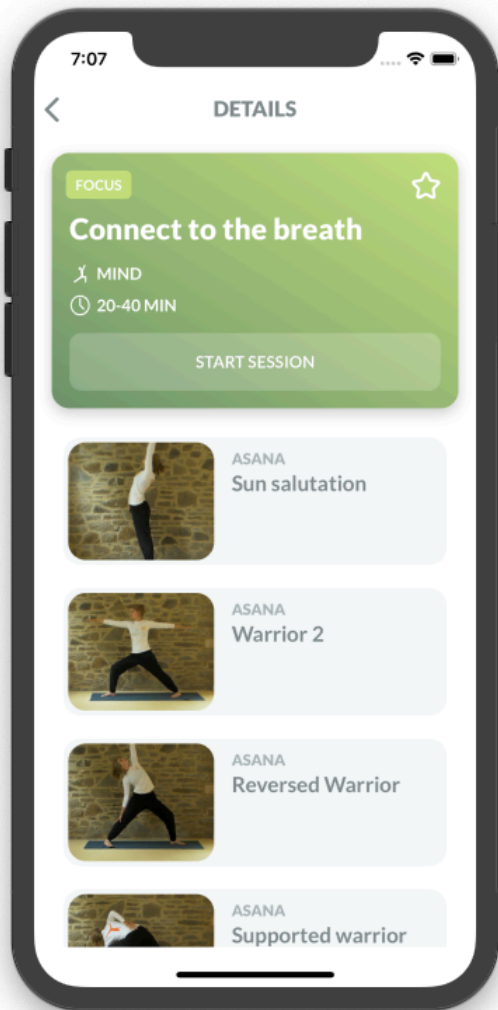 7:07
DETAILS
FOCUS
Connect to the breath
MIND
20-40 MIN
START SESSION
ASANA
Sun salutation
ASANA
Warrior 2
ASANA
Reversed Warrior
ASANA
Supported warrior